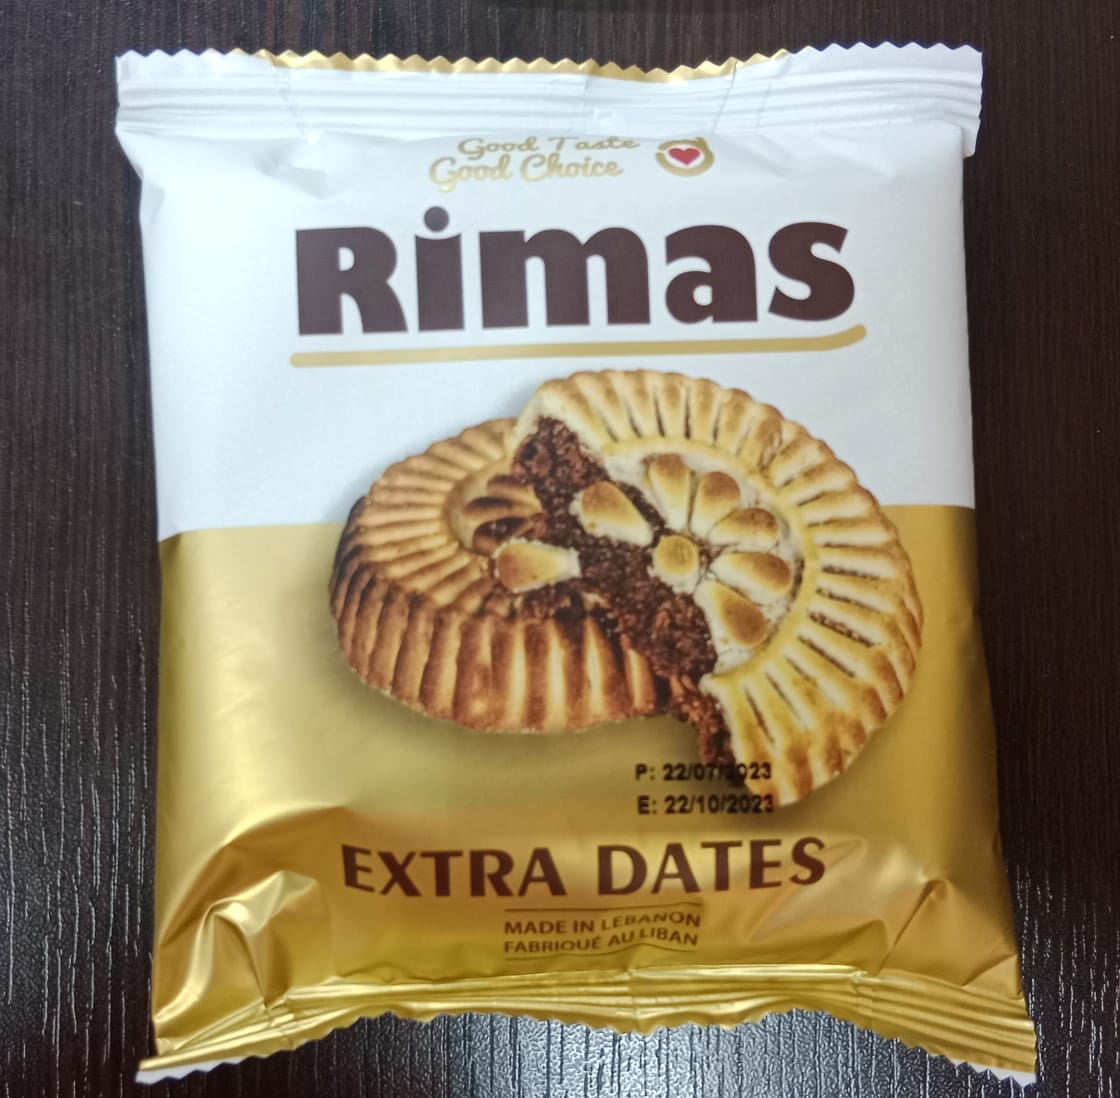 Good Taste
Good Choice
Rimas
P: 22/07/2023
E: 22/10/2023
EXTRA DATES
MADE IN LEBANON
FABRIQUÉ AU LIBAN